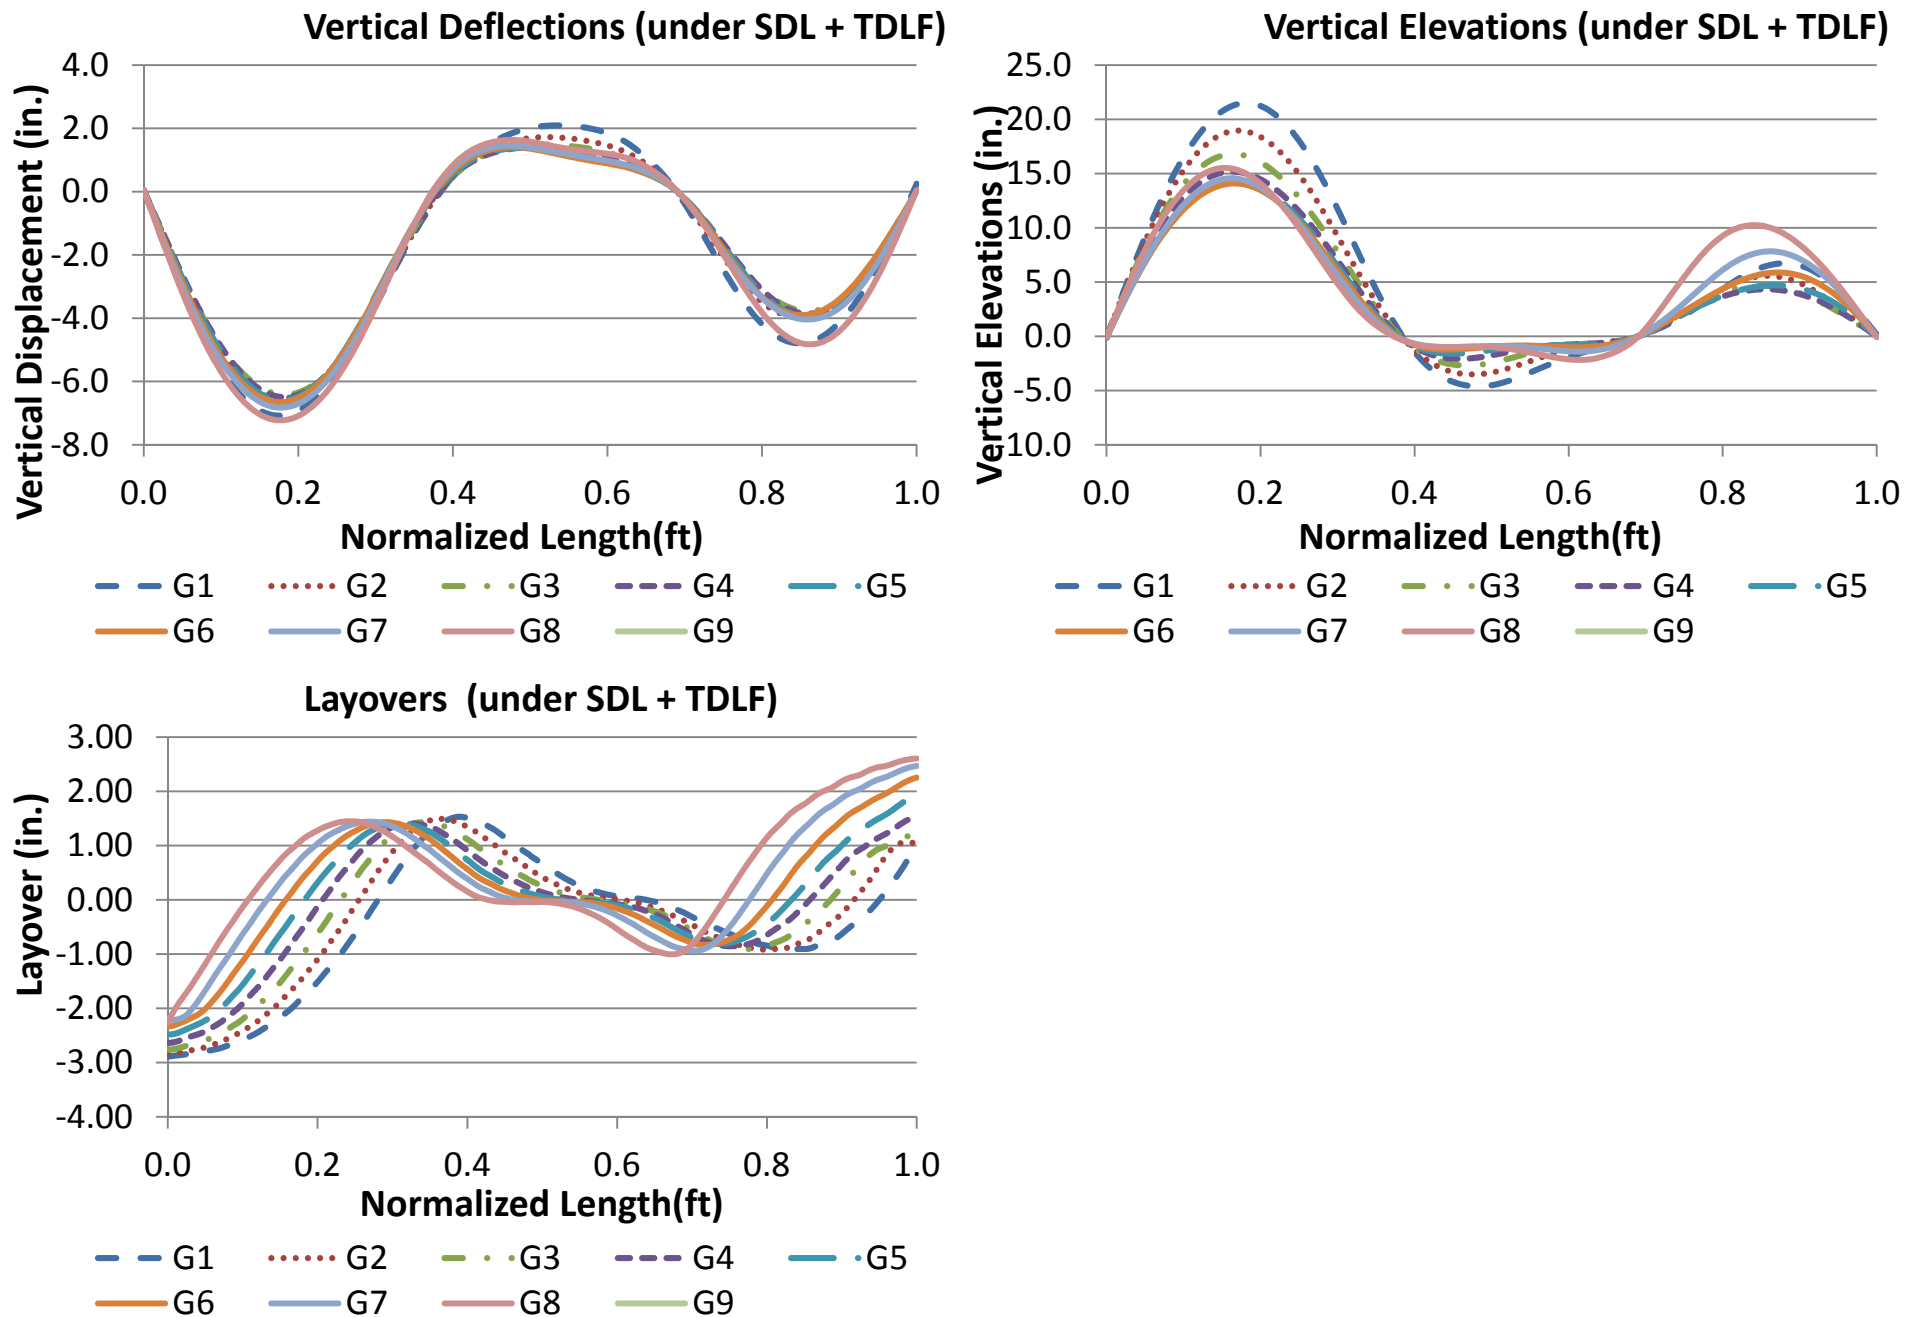 Vertical Deflections (under SDL + TDLF)
4.0
2.0
0.0
-2.0
-4.0
-6.0
-8.0
Vertical Displacement (in.)
0.0 0.2 0.4 0.6 0.8 1.0
Normalized Length(ft)
G1 G2 G3 G4 G5
G6 G7 G8 G9
Vertical Elevations (under SDL + TDLF)
25.0
20.0
15.0
10.0
5.0
0.0
-5.0
-10.0
Vertical Elevations (in.)
0.0 0.2 0.4 0.6 0.8 1.0
Normalized Length(ft)
G1 G2 G3 G4 G5
G6 G7 G8 G9
Layovers (under SDL + TDLF)
3.00
2.00
1.00
0.00
-1.00
-2.00
-3.00
-4.00
Layover (in.)
0.0 0.2 0.4 0.6 0.8 1.0
Normalized Length(ft)
G1 G2 G3 G4 G5
G6 G7 G8 G9